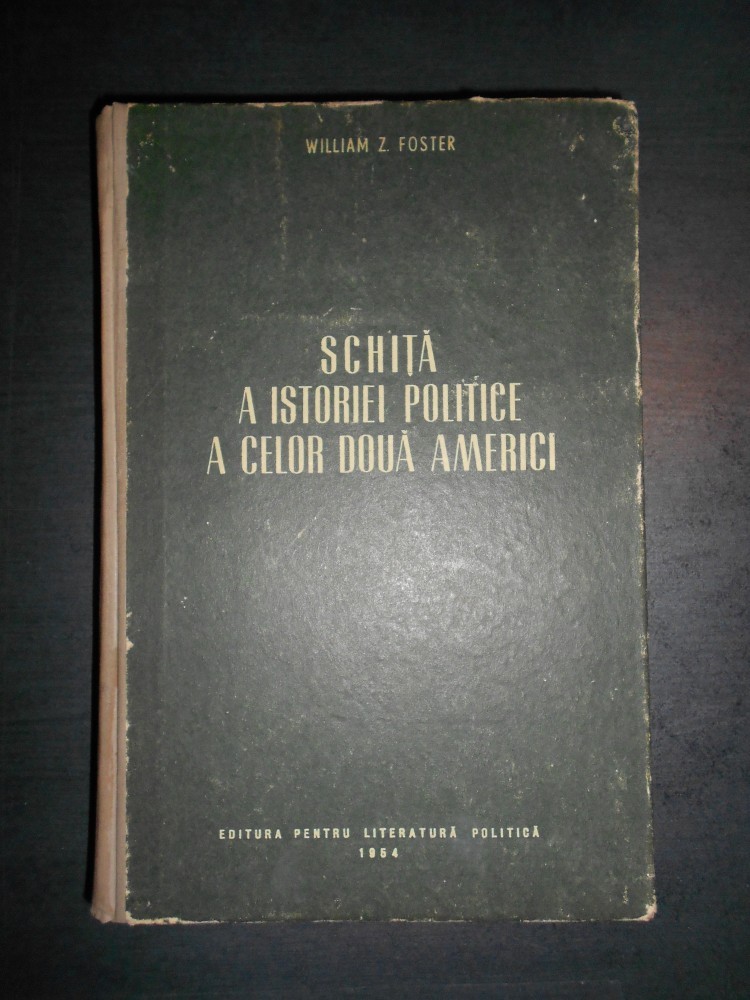 WILLIAM Z. FOSTER
SCHIȚĂ
A ISTORIEI POLITICE
A CELOR DOUĂ AMERICI
EDITURA PENTRU LITERATURĂ POLITICĂ
1954